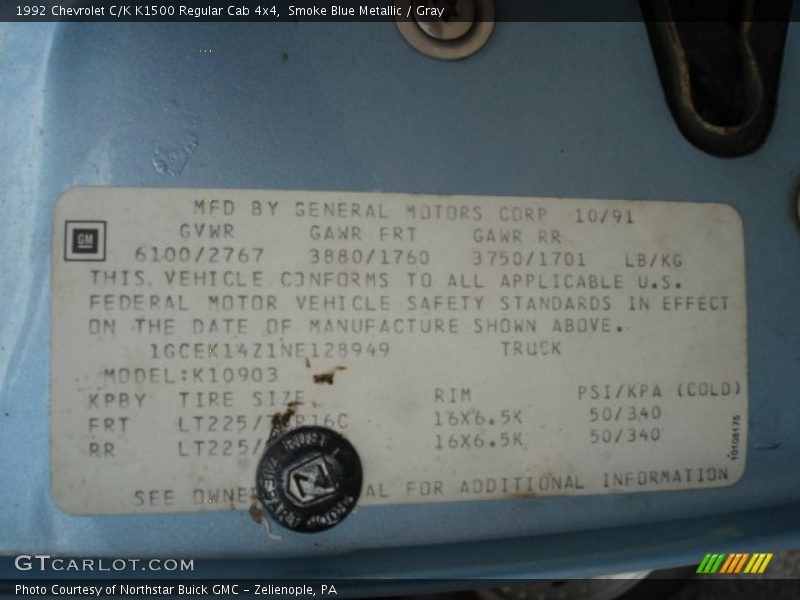 1992 Chevrolet C/K K1500 Regular Cab 4x4, Smoke Blue Metallic / Gray
MFD BY GENERAL MOTORS CORP 10/91
GM
GVWR GAWR FRT GAWR RR
6100/2767 3880/1760 3750/1701 LB/KG
THIS VEHICLE CONFORMS TO ALL APPLICABLE U.S.
FEDERAL MOTOR VEHICLE SAFETY STANDARDS IN EFFECT
ON THE DATE OF MANUFACTURE SHOWN ABOVE.
1GCEK14Z1NE128949 TRUCK
MODEL:K10903
KPBY TIRE SIZE RIM PSI/KPA (COLD)
FRT 16X6.5K 50/340
RR LT225/ 16X6.5K 50/340
SEE FOR ADDITIONAL INFORMATION
10108175
RUST
GTCARLOT.COM
Photo Courtesy of Northstar Buick GMC - Zelienople, PA